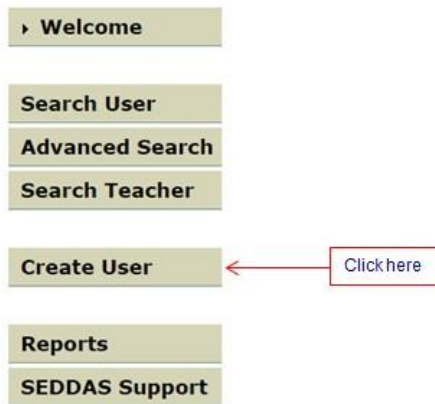 Welcome
Search User
Advanced Search
Search Teacher
Create User
Click here
Reports
SEDDAS Support